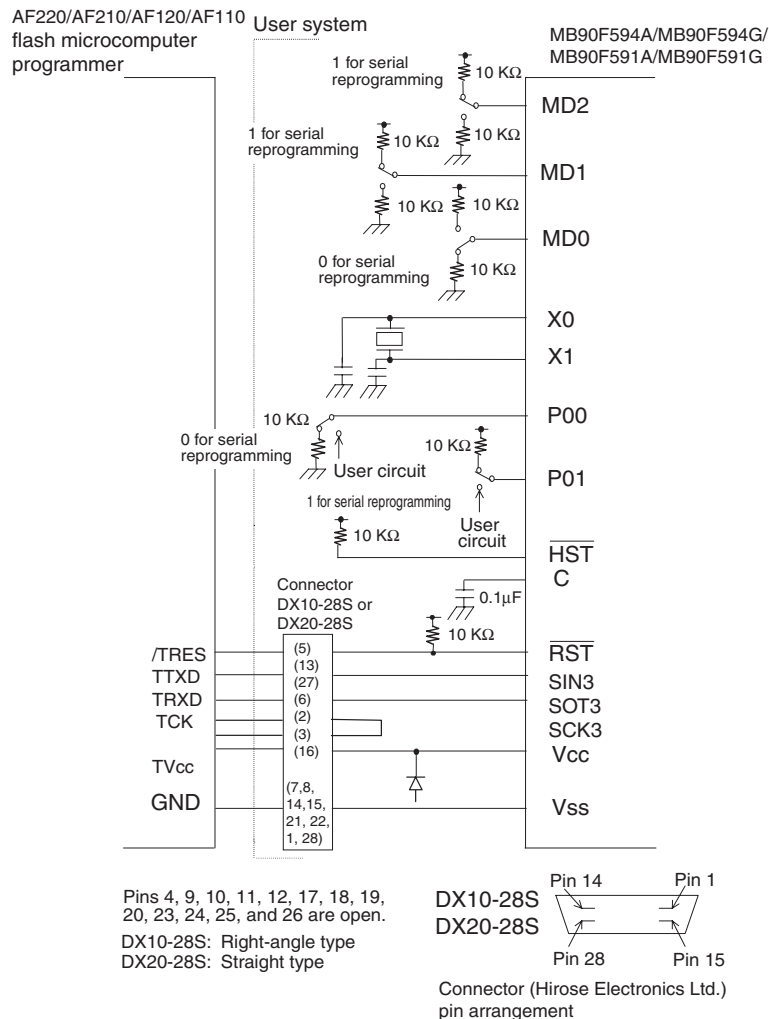 AF220/AF210/AF120/AF110
flash microcomputer
programmer
User system
MB90F594A/MB90F594G/
MB90F591A/MB90F591G
1 for serial
reprogramming
10 KΩ
MD2
1 for serial
reprogramming
10 KΩ
10 KΩ
MD1
10 KΩ
10 KΩ
MD0
0 for serial
reprogramming
10 KΩ
X0
X1
10 KΩ
P00
0 for serial
reprogramming
User circuit
10 KΩ
P01
1 for serial reprogramming
User
circuit
10 KΩ
HST
C
0.1µF
Connector
DX10-28S or
DX20-28S
10 KΩ
/TRES
(5)
RST
TTXD
(13)
SIN3
TRXD
(27)
SOT3
TCK
(6)
(2)
SCK3
(3)
(16)
Vcc
TVcc
GND
(7,8,
14,15,
21, 22,
1, 28)
Vss
Pins 4, 9, 10, 11, 12, 17, 18, 19,
20, 23, 24, 25, and 26 are open.
DX10-28S: Right-angle type
DX20-28S: Straight type
DX10-28S
DX20-28S
Pin 14
Pin 1
Pin 28
Pin 15
Connector (Hirose Electronics Ltd.)
pin arrangement